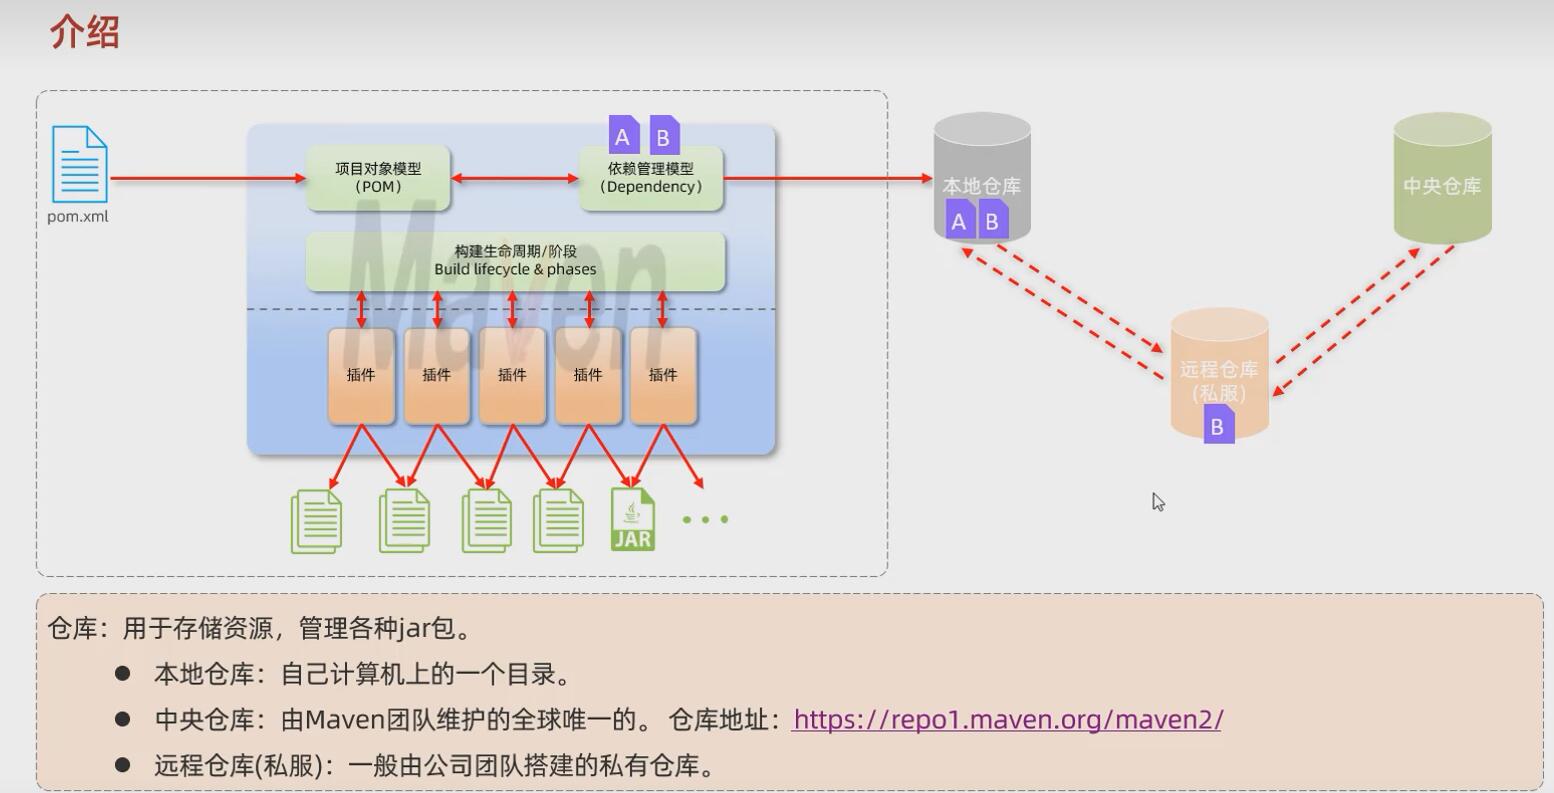 介绍
pom.xml
项目对象模型
（POM）
A
B
依赖管理模型
（Dependency）
构建生命周期/阶段
Build lifecycle & phases
Maven
插件
插件
插件
插件
插件
JAR
本地仓库
A
B
中央仓库
远程仓库
(私服)
B
仓库：用于存储资源，管理各种jar包。
本地仓库：自己计算机上的一个目录。
中央仓库：由Maven团队维护的全球唯一的。 仓库地址：https://repo1.maven.org/maven2/
远程仓库(私服)：一般由公司团队搭建的私有仓库。